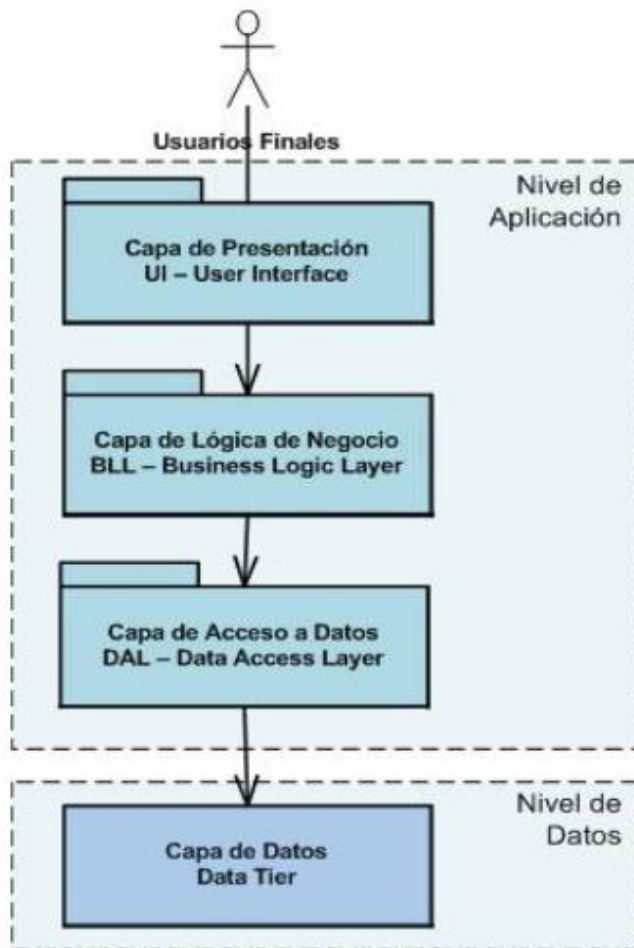 Usuarios Finales
Nivel de
Aplicación
Capa de Presentación
UI – User Interface
Capa de Lógica de Negocio
BLL – Business Logic Layer
Capa de Acceso a Datos
DAL – Data Access Layer
Nivel de
Datos
Capa de Datos
Data Tier